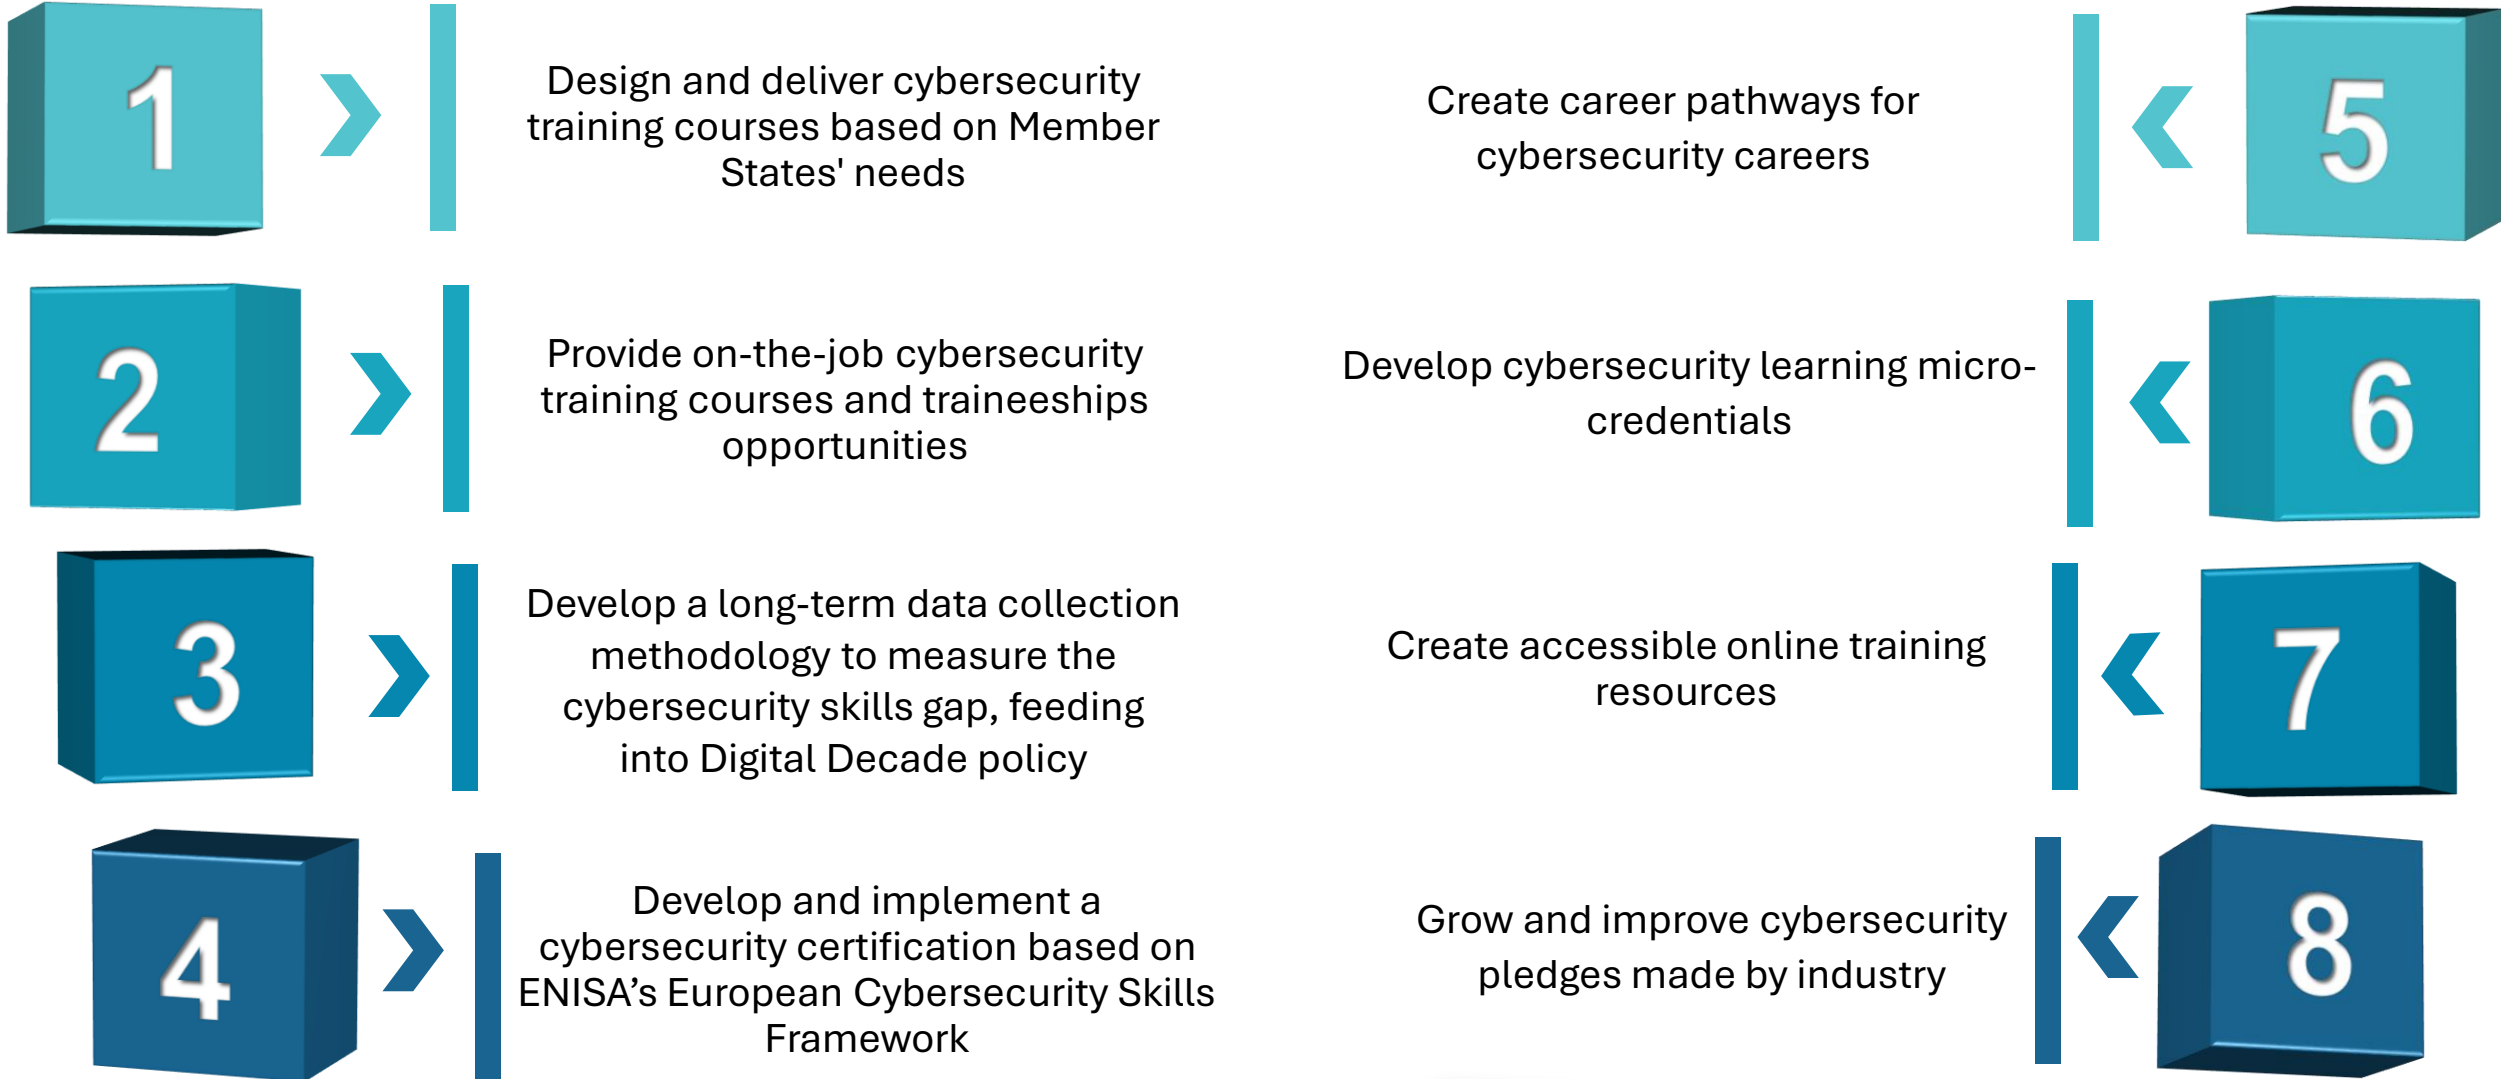 1
Design and deliver cybersecurity
training courses based on Member
States' needs
2
Provide on-the-job cybersecurity
training courses and traineeships
opportunities
3
Develop a long-term data collection
methodology to measure the
cybersecurity skills gap, feeding
into Digital Decade policy
4
Develop and implement a
cybersecurity certification based on
ENISA’s European Cybersecurity Skills
Framework
5
Create career pathways for
cybersecurity careers
6
Develop cybersecurity learning micro-
credentials
7
Create accessible online training
resources
8
Grow and improve cybersecurity
pledges made by industry